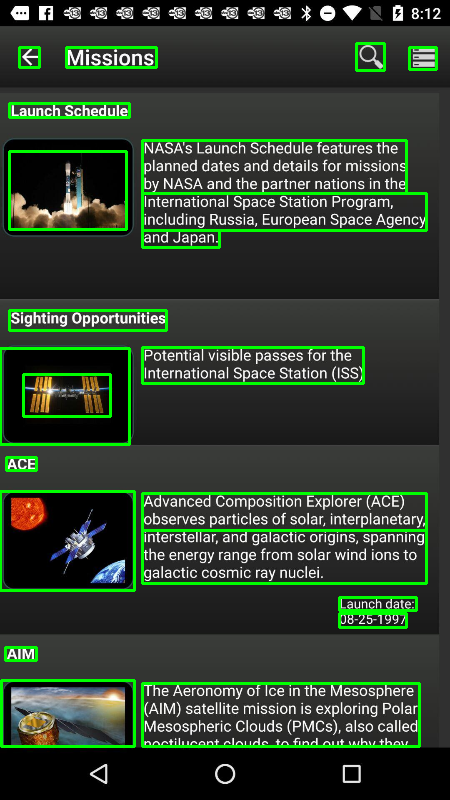 8:12
Missions
Launch Schedule
NASA's Launch Schedule features the
planned dates and details for missions
by NASA and the partner nations in the
International Space Station Program,
including Russia, European Space Agency
and Japan.
Sighting Opportunities
Potential visible passes for the
International Space Station (ISS)
ACE
Advanced Composition Explorer (ACE)
observes particles of solar, interplanetary,
interstellar, and galactic origins, spanning
the energy range from solar wind ions to
galactic cosmic ray nuclei.
Launch date:
08-25-1997
AIM
The Aeronomy of Ice in the Mesosphere
(AIM) satellite mission is exploring Polar
Mesospheric Clouds (PMCs), also called
noctilucent clouds, to find out why they